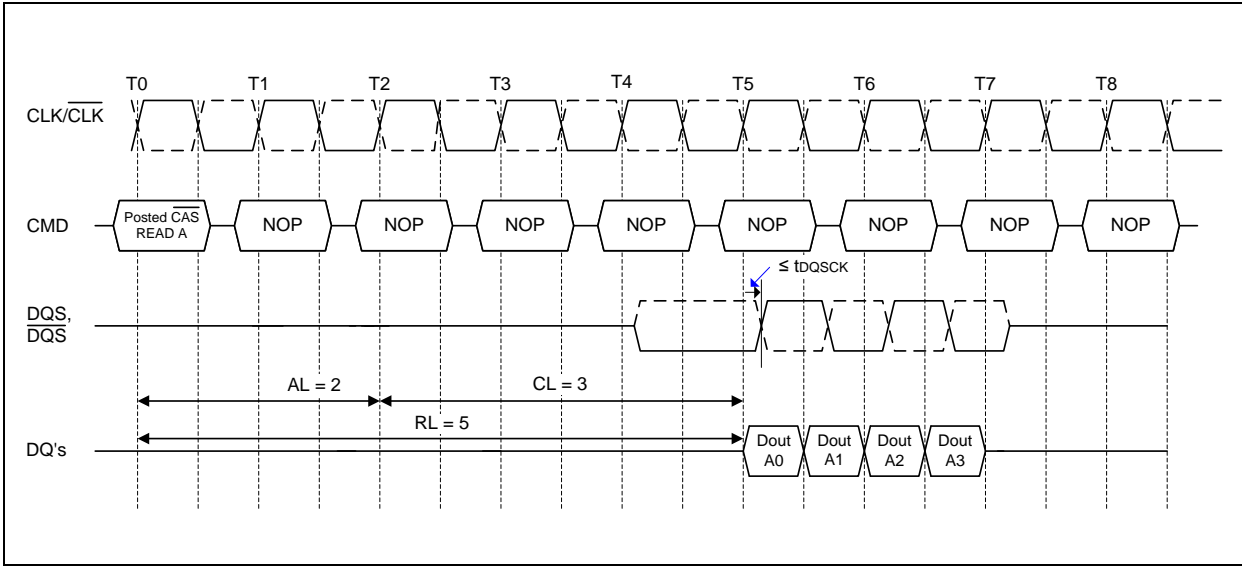 T0 T1 T2 T3 T4 T5 T6 T7 T8
CLK/CLK
CMD
Posted CAS
READ A
NOP NOP NOP NOP NOP NOP NOP NOP
≤ tDQSCK
DQS,
DQS
AL = 2
CL = 3
RL = 5
DQ's
Dout
A0
Dout
A1
Dout
A2
Dout
A3